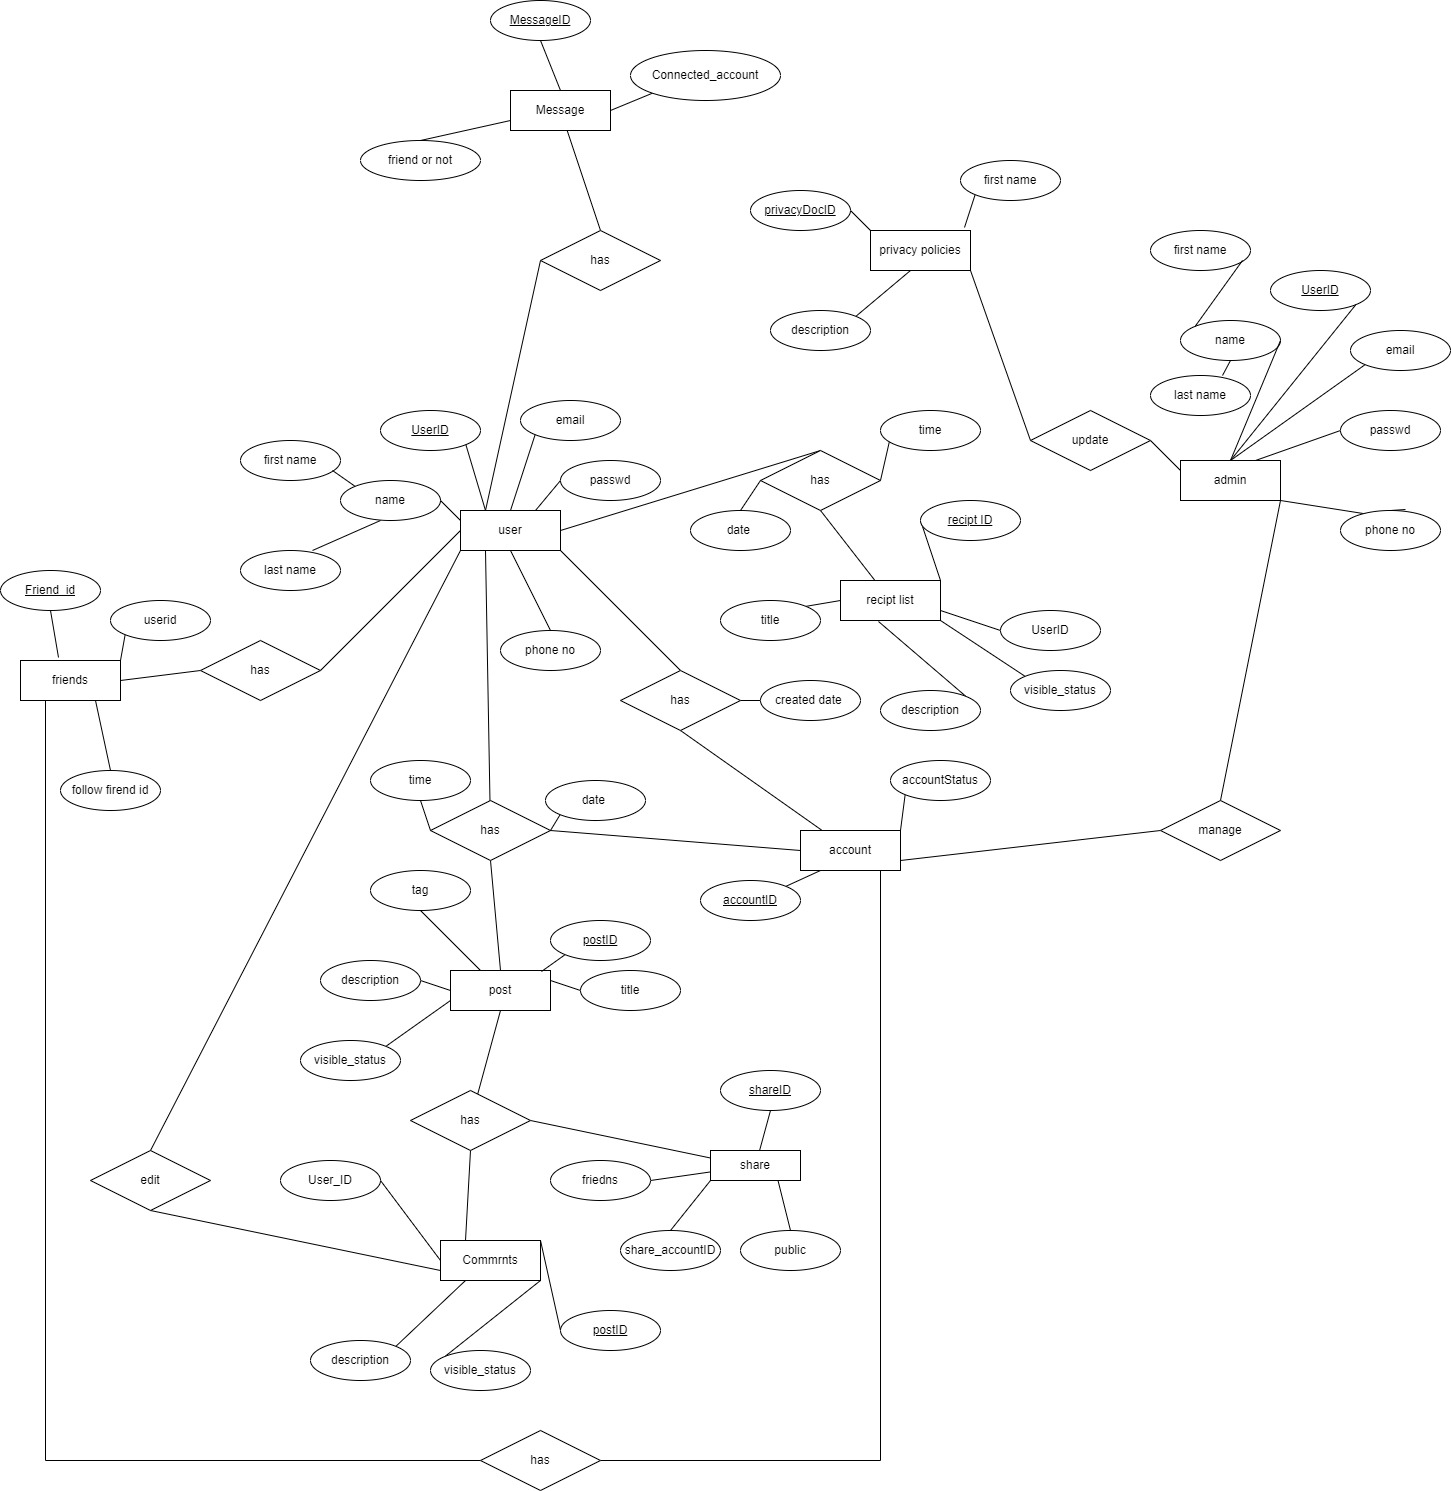 MessageID
Connected_account
Message
friend or not
first name
privacyDocID
privacy policies
first name
has
UserID
description
name
email
last name
UserID
email
time
passwd
update
first name
passwd
has
admin
name
recipt ID
user
date
phone no
last name
Friend_id
recipt list
userid
title
UserID
phone no
has
friends
visible_status
has
created date
description
time
accountStatus
follow firend id
date
has
manage
account
tag
accountID
postID
description
post
title
visible_status
shareID
has
share
edit
User_ID
friedns
share_accountID
public
Commrnts
postID
description
visible_status
has